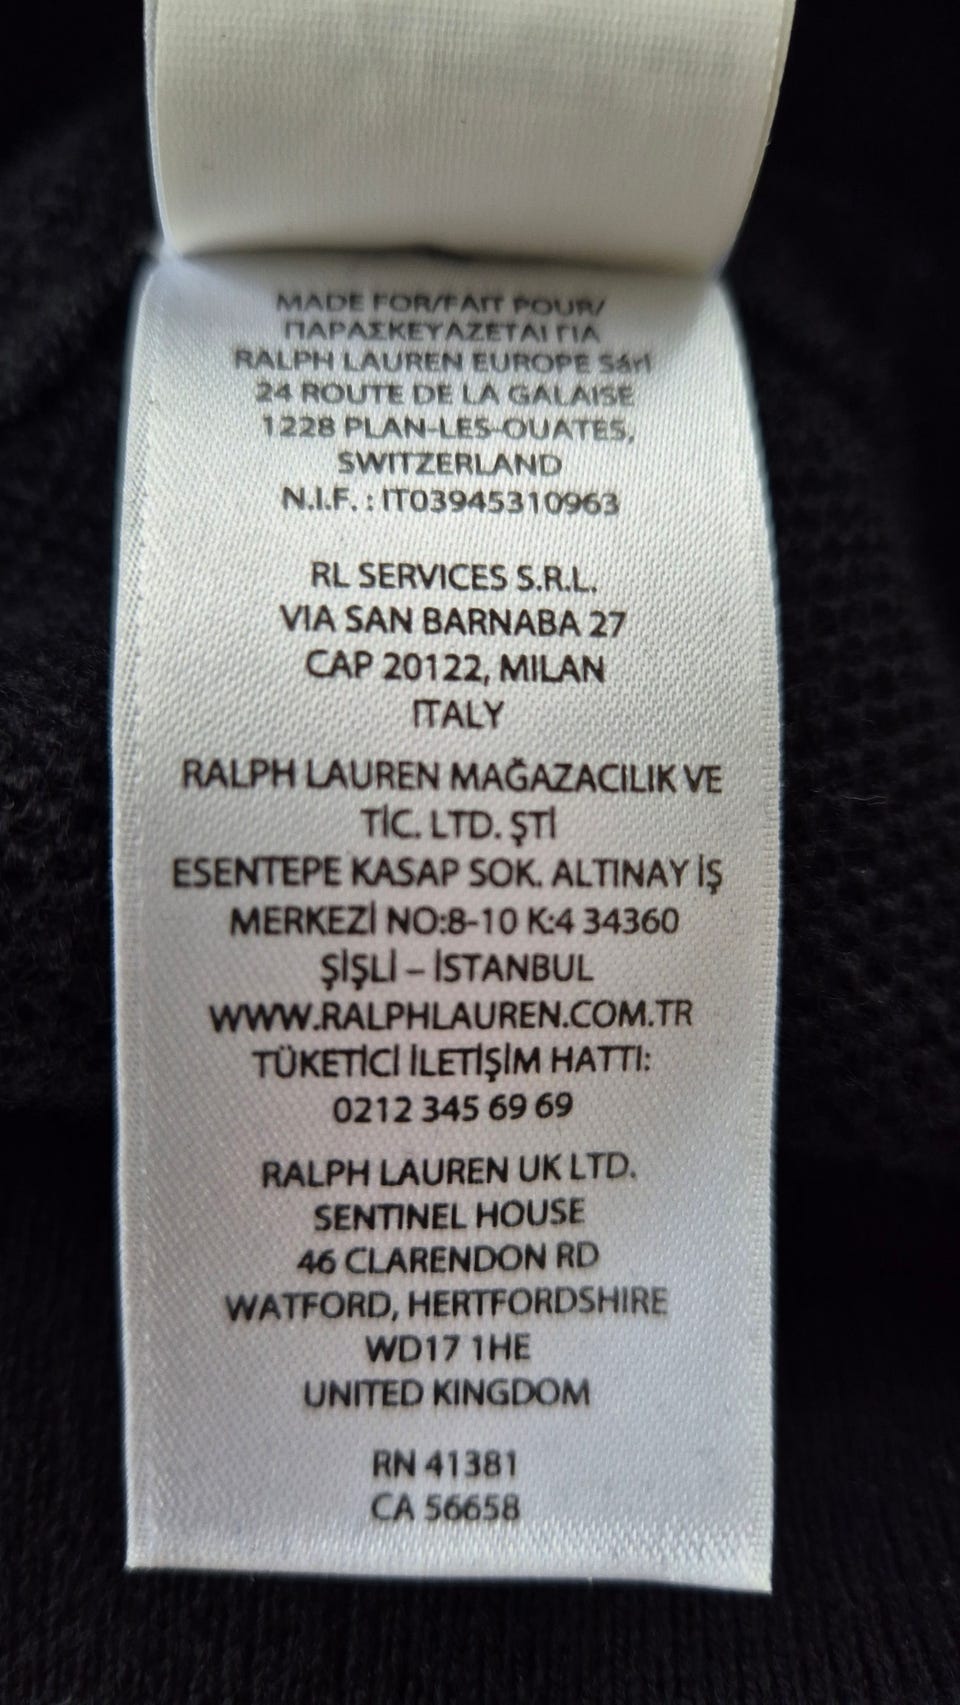 MADE FOR/FAIT POUR/
ΠΑΡΑΣΚΕΥΑΖΕΤΑΙ ΓΙΑ
RALPH LAUREN EUROPE Sárl
24 ROUTE DE LA GALAISE
1228 PLAN-LES-OUATES,
SWITZERLAND
N.I.F. : IT03945310963
RL SERVICES S.R.L.
VIA SAN BARNABA 27
CAP 20122, MILAN
ITALY
RALPH LAUREN MAĞAZACILIK VE
TİC. LTD. ŞTİ
ESENTEPE KASAP SOK. ALTINAY İŞ
MERKEZİ NO:8-10 K:4 34360
ŞİŞLİ – İSTANBUL
WWW.RALPHLAUREN.COM.TR
TÜKETİCİ İLETİŞİM HATTI:
0212 345 69 69
RALPH LAUREN UK LTD.
SENTINEL HOUSE
46 CLARENDON RD
WATFORD, HERTFORDSHIRE
WD17 1HE
UNITED KINGDOM
RN 41381
CA 56658